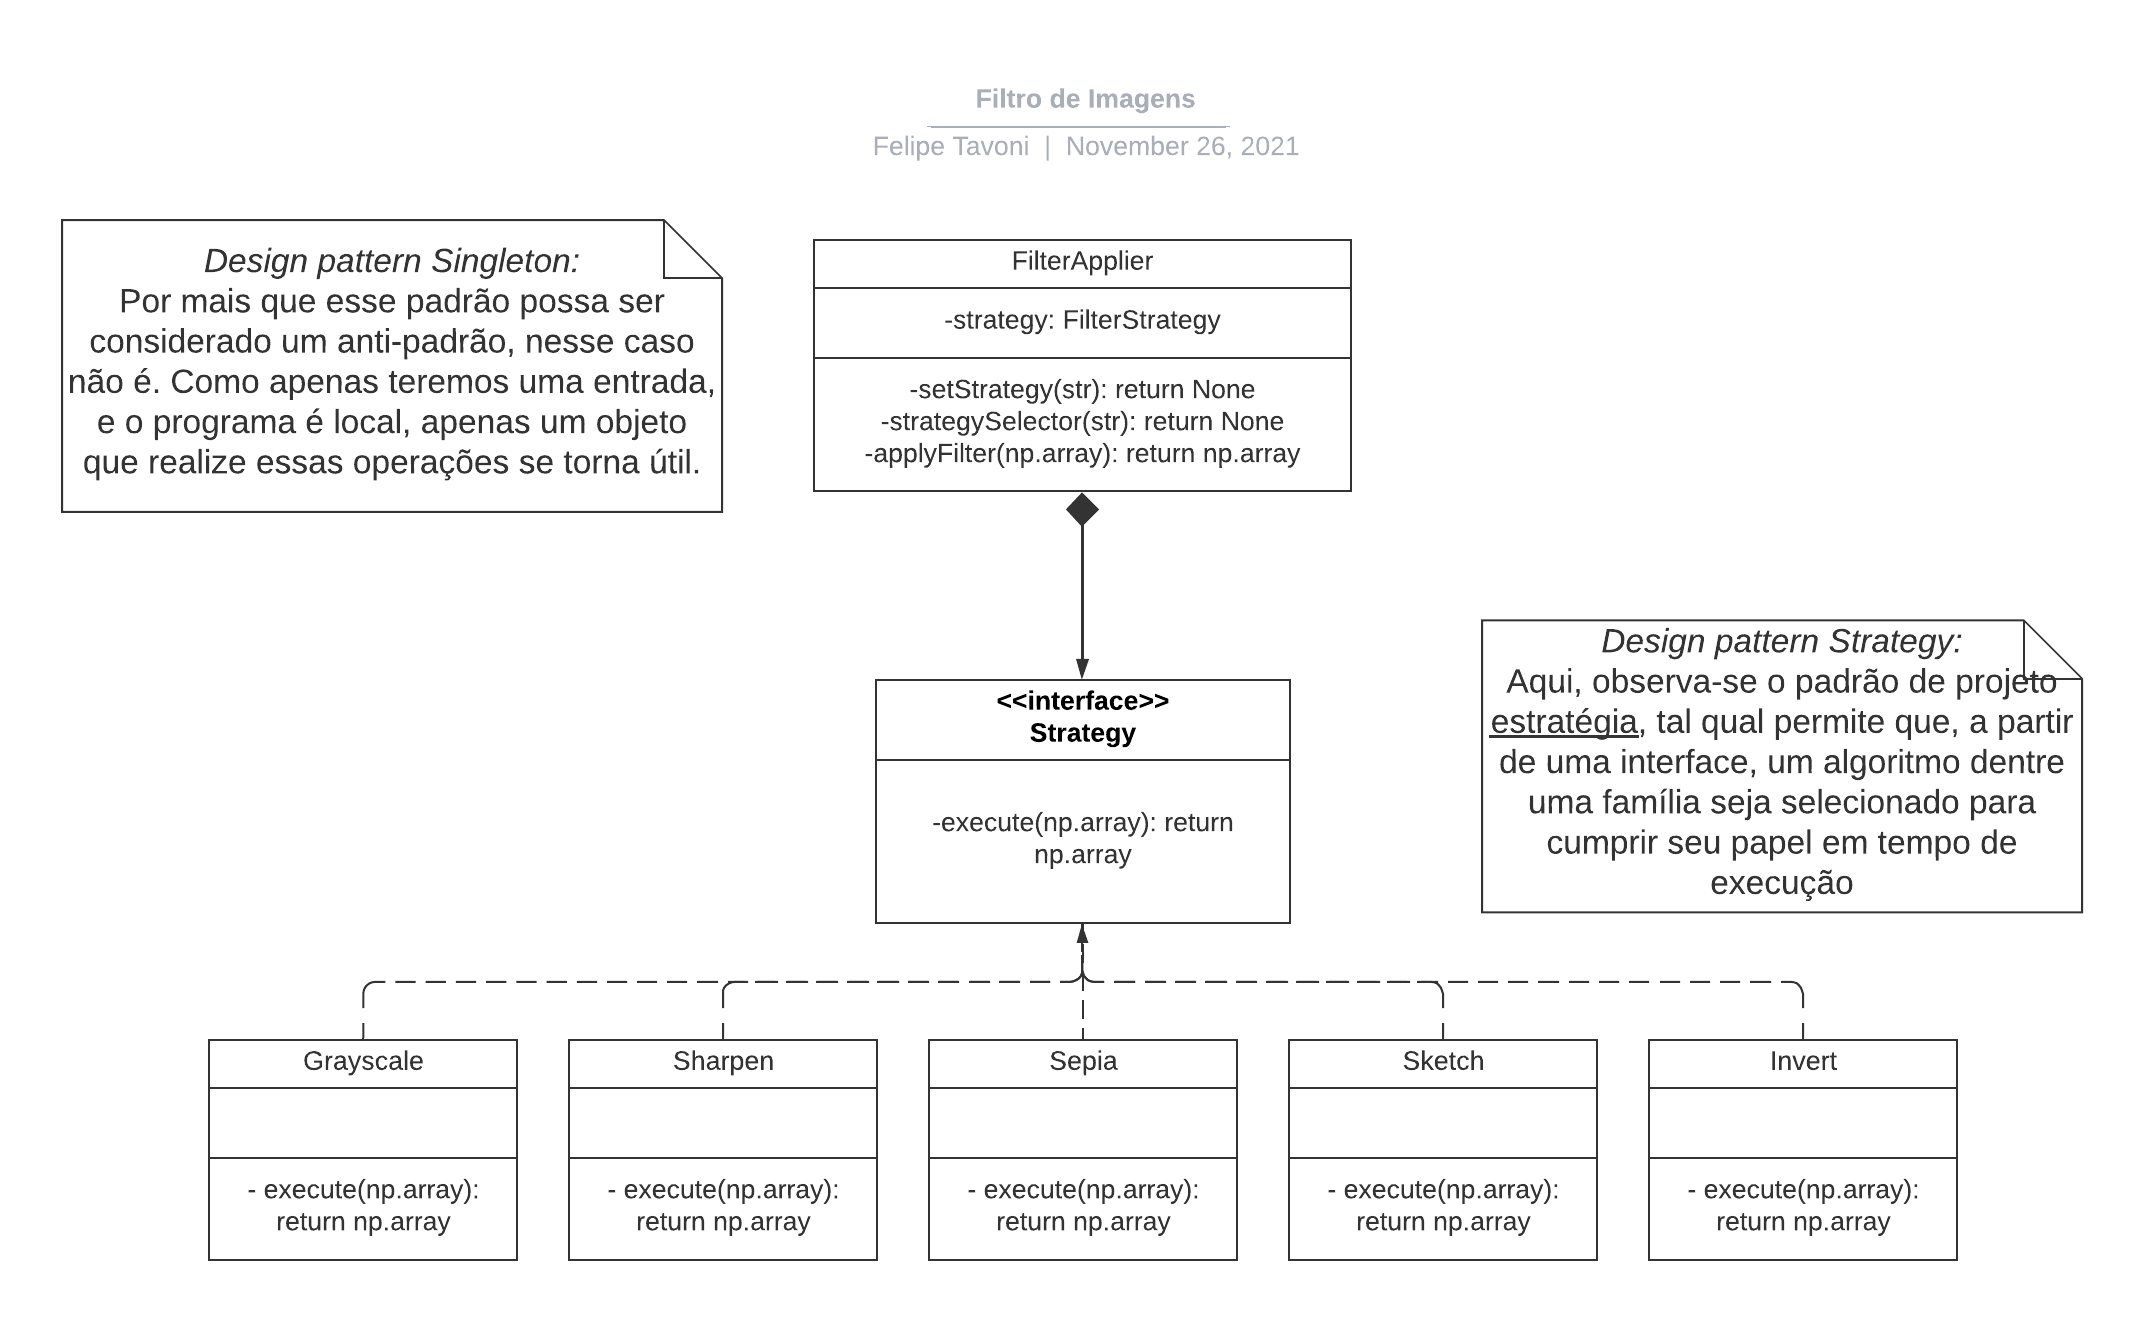 Filtro de Imagens
Felipe Tavoni | November 26, 2021
Design pattern Singleton:
Por mais que esse padrão possa ser
considerado um anti-padrão, nesse caso
não é. Como apenas teremos uma entrada,
e o programa é local, apenas um objeto
que realize essas operações se torna útil.
FilterApplier
-strategy: FilterStrategy
-setStrategy(str): return None
-strategySelector(str): return None
-applyFilter(np.array): return np.array
Design pattern Strategy:
Aqui, observa-se o padrão de projeto
estratégia, tal qual permite que, a partir
de uma interface, um algoritmo dentre
uma família seja selecionado para
cumprir seu papel em tempo de
execução
<<interface>>
Strategy
-execute(np.array): return
np.array
Grayscale
- execute(np.array):
return np.array
Sharpen
- execute(np.array):
return np.array
Sepia
- execute(np.array):
return np.array
Sketch
- execute(np.array):
return np.array
Invert
- execute(np.array):
return np.array